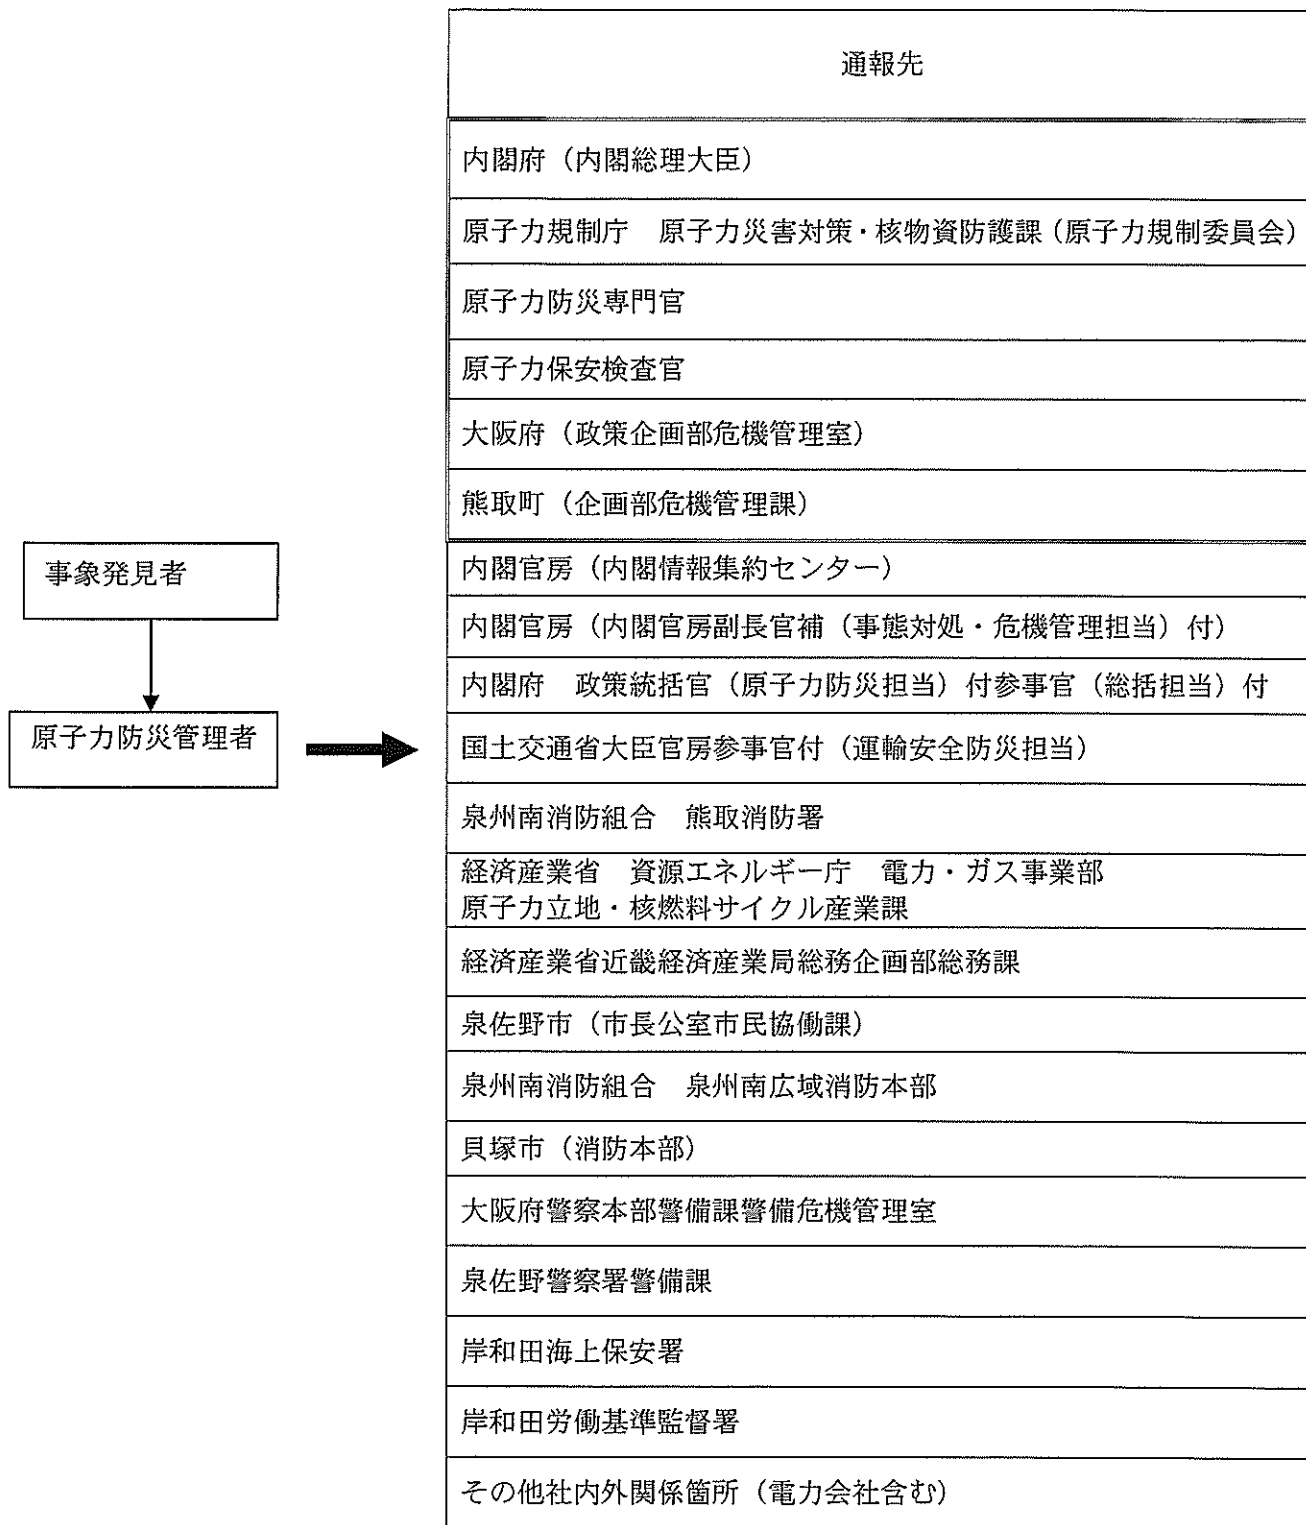 通報先
内閣府（内閣総理大臣）
原子力規制庁　原子力災害対策・核物資防護課（原子力規制委員会）
原子力防災専門官
原子力保安検査官
大阪府（政策企画部危機管理室）
熊取町（企画部危機管理課）
事象発見者
原子力防災管理者
内閣官房（内閣情報集約センター）
内閣官房（内閣官房副長官補（事態対処・危機管理担当）付）
内閣府　政策統括官（原子力防災担当）付参事官（総括担当）付
国土交通省大臣官房参事官付（運輸安全防災担当）
泉州南消防組合　熊取消防署
経済産業省　資源エネルギー庁　電力・ガス事業部
原子力立地・核燃料サイクル産業課
経済産業省近畿経済産業局総務企画部総務課
泉佐野市（市長公室市民協働課）
泉州南消防組合　泉州南広域消防本部
貝塚市（消防本部）
大阪府警察本部警備課警備危機管理室
泉佐野警察署警備課
岸和田海上保安署
岸和田労働基準監督署
その他社内外関係箇所（電力会社含む）